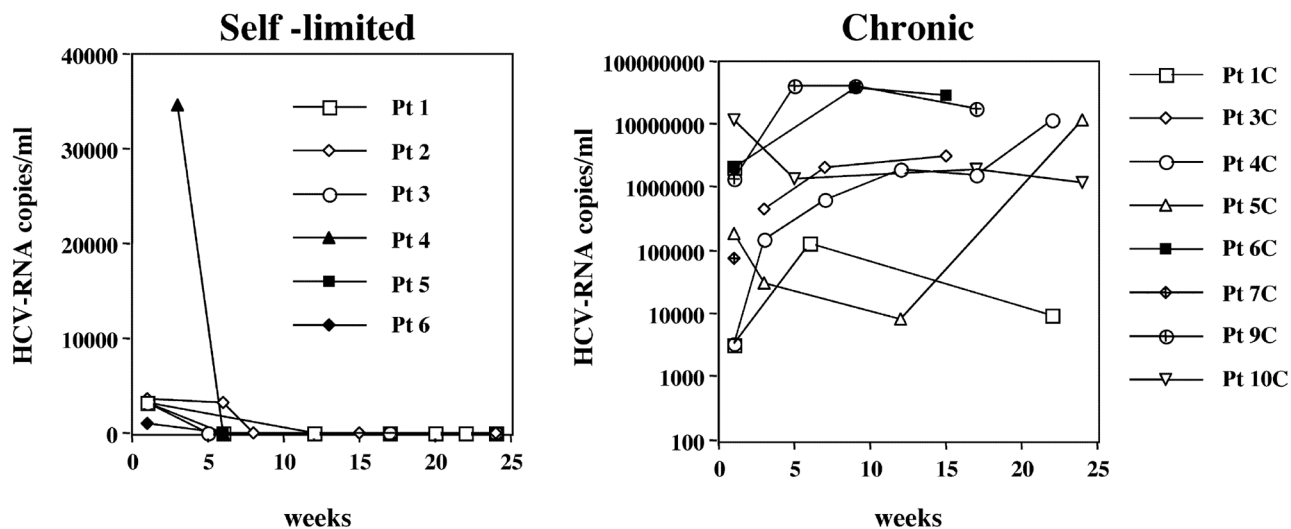 Self -limited
HCV-RNA copies/ml
40000
30000
20000
10000
0
0
5
10
15
20
25
weeks
Pt 1
Pt 2
Pt 3
Pt 4
Pt 5
Pt 6
Chronic
HCV-RNA copies/ml
100000000
10000000
1000000
100000
10000
1000
100
0
5
10
15
20
25
weeks
Pt 1C
Pt 3C
Pt 4C
Pt 5C
Pt 6C
Pt 7C
Pt 9C
Pt 10C